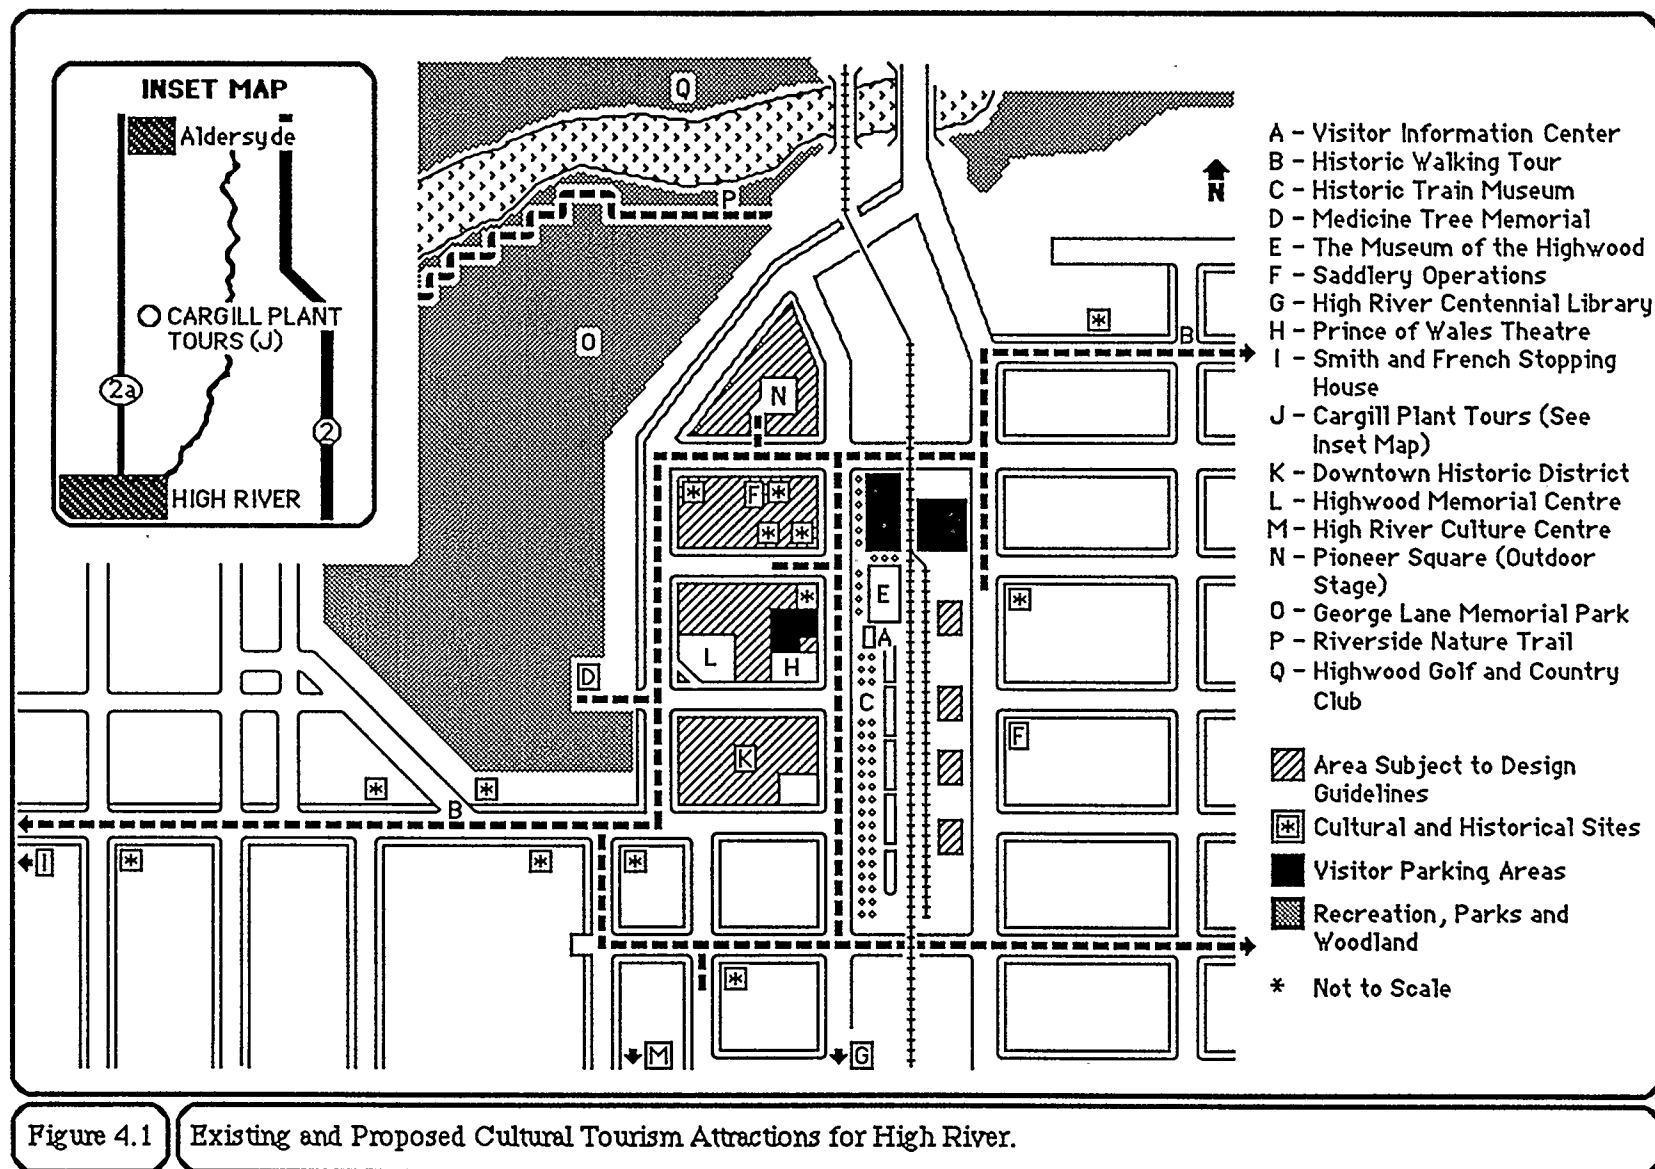 INSET MAP
Aldersyde
CARGILL PLANT
TOURS (J)
2a
2
HIGH RIVER
Q
P
O
N
B
F
*
*
*
*
*
E
A
L
H
D
C
K
*
F
*
*
B
*
I
*
*
*
*
M
G
N
A - Visitor Information Center
B - Historic Walking Tour
C - Historic Train Museum
D - Medicine Tree Memorial
E - The Museum of the Highwood
F - Saddlery Operations
G - High River Centennial Library
H - Prince of Wales Theatre
I - Smith and French Stopping
House
J - Cargill Plant Tours (See
Inset Map)
K - Downtown Historic District
L - Highwood Memorial Centre
M - High River Culture Centre
N - Pioneer Square (Outdoor
Stage)
O - George Lane Memorial Park
P - Riverside Nature Trail
Q - Highwood Golf and Country
Club
Area Subject to Design
Guidelines
* Cultural and Historical Sites
Visitor Parking Areas
Recreation, Parks and
Woodland
* Not to Scale
Figure 4.1
Existing and Proposed Cultural Tourism Attractions for High River.